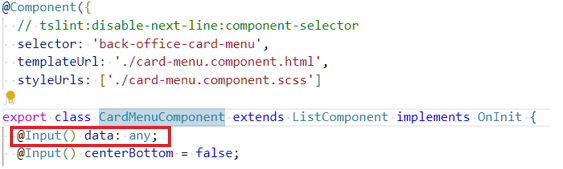 @Component({
// tslint:disable-next-line:component-selector
selector: 'back-office-card-menu',
templateUrl: './card-menu.component.html',
styleUrls: ['./card-menu.component.scss']
})
export class CardMenuComponent extends ListComponent implements OnInit {
@Input() data: any;
@Input() centerBottom = false;